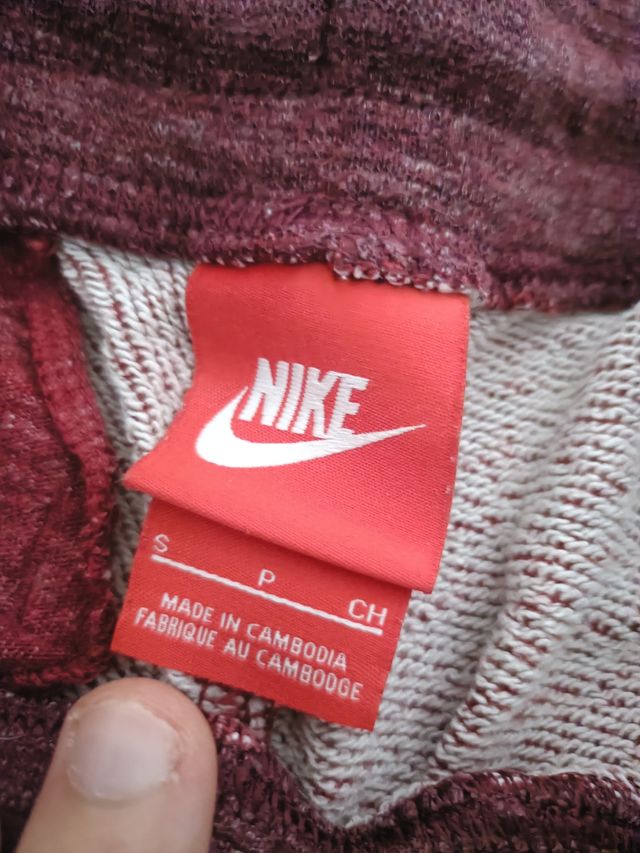 NIKE
S P CH
MADE IN CAMBODIA
FABRIQUE AU CAMBODGE